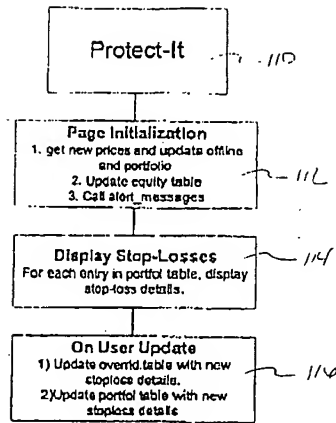 Protect-It
110
Page Initialization
1. get new prices and update offline
and portfolio
2. Update equity table
3. Call alert_messages
112
Display Stop-Losses
For each entry in portfol table, display
stop-loss details.
114
On User Update
1) Update overrid.table with new
stoploss details.
2)Update portfol table with new
stoploss details
116